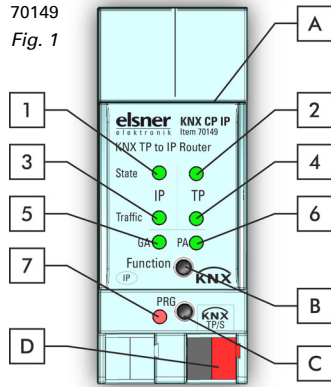 70149
Fig. 1
A
1
elsner
elektronik
KNX CP IP
Item 70149
2
KNX TP to IP Router
State
IP TP
3
Traffic
4
5
GA PA
6
Function
(IP)
KNX
7
PRG
B
KNX
TP/S
D
C